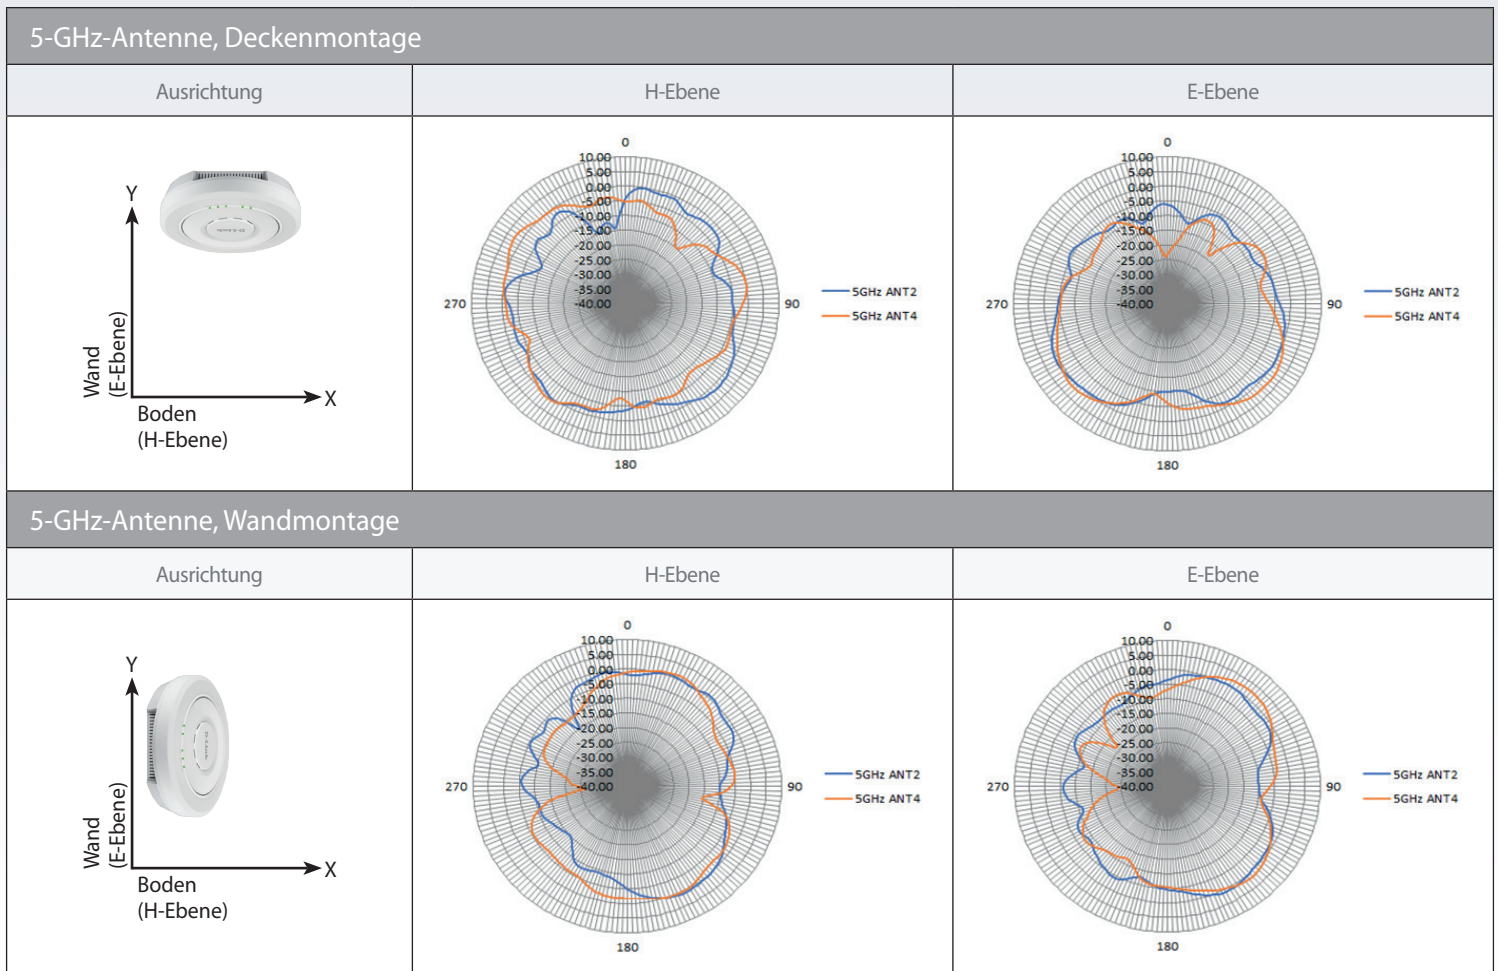 5-GHz-Antenne, Deckenmontage
Ausrichtung
H-Ebene
E-Ebene
Y
Wand
(E-Ebene)
X
Boden
(H-Ebene)
0
10.00
5.00
0.00
-5.00
-10.00
-15.00
-20.00
-25.00
-30.00
-35.00
-40.00
270
90
180
5GHz ANT2
5GHz ANT4
0
10.00
5.00
0.00
-5.00
-10.00
-15.00
-20.00
-25.00
-30.00
-35.00
-40.00
270
90
180
5GHz ANT2
5GHz ANT4
5-GHz-Antenne, Wandmontage
Ausrichtung
H-Ebene
E-Ebene
Y
Wand
(E-Ebene)
X
Boden
(H-Ebene)
0
10.00
5.00
0.00
-5.00
-10.00
-15.00
-20.00
-25.00
-30.00
-35.00
-40.00
270
90
180
5GHz ANT2
5GHz ANT4
0
10.00
5.00
0.00
-5.00
-10.00
-15.00
-20.00
-25.00
-30.00
-35.00
-40.00
270
90
180
5GHz ANT2
5GHz ANT4